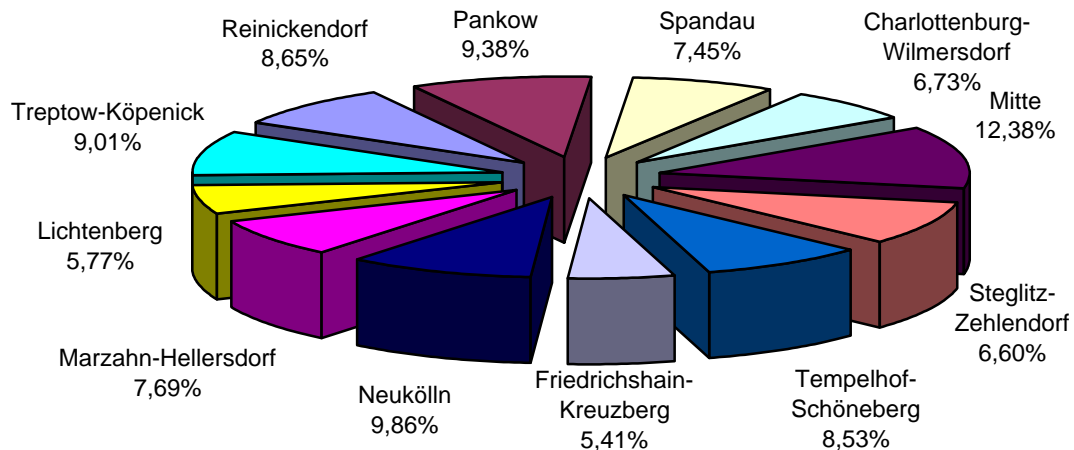 Pankow
9,38%
Spandau
7,45%
Charlottenburg-
Wilmersdorf
6,73%
Mitte
12,38%
Steglitz-
Zehlendorf
6,60%
Tempelhof-
Schöneberg
8,53%
Friedrichshain-
Kreuzberg
5,41%
Neukölln
9,86%
Marzahn-Hellersdorf
7,69%
Lichtenberg
5,77%
Treptow-Köpenick
9,01%
Reinickendorf
8,65%